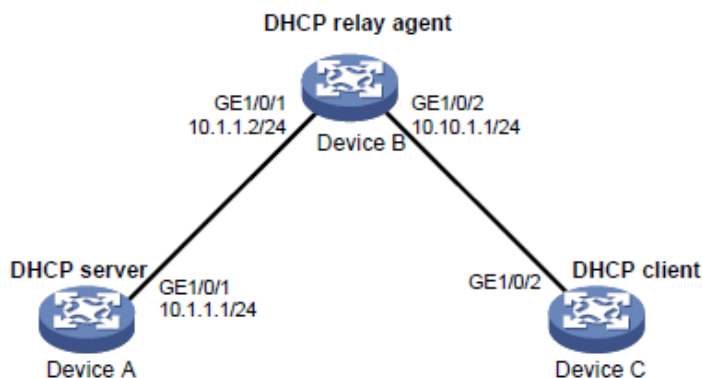 DHCP relay agent
GE1/0/1
10.1.1.2/24
GE1/0/2
10.10.1.1/24
Device B
DHCP server
GE1/0/1
10.1.1.1/24
Device A
DHCP client
GE1/0/2
Device C